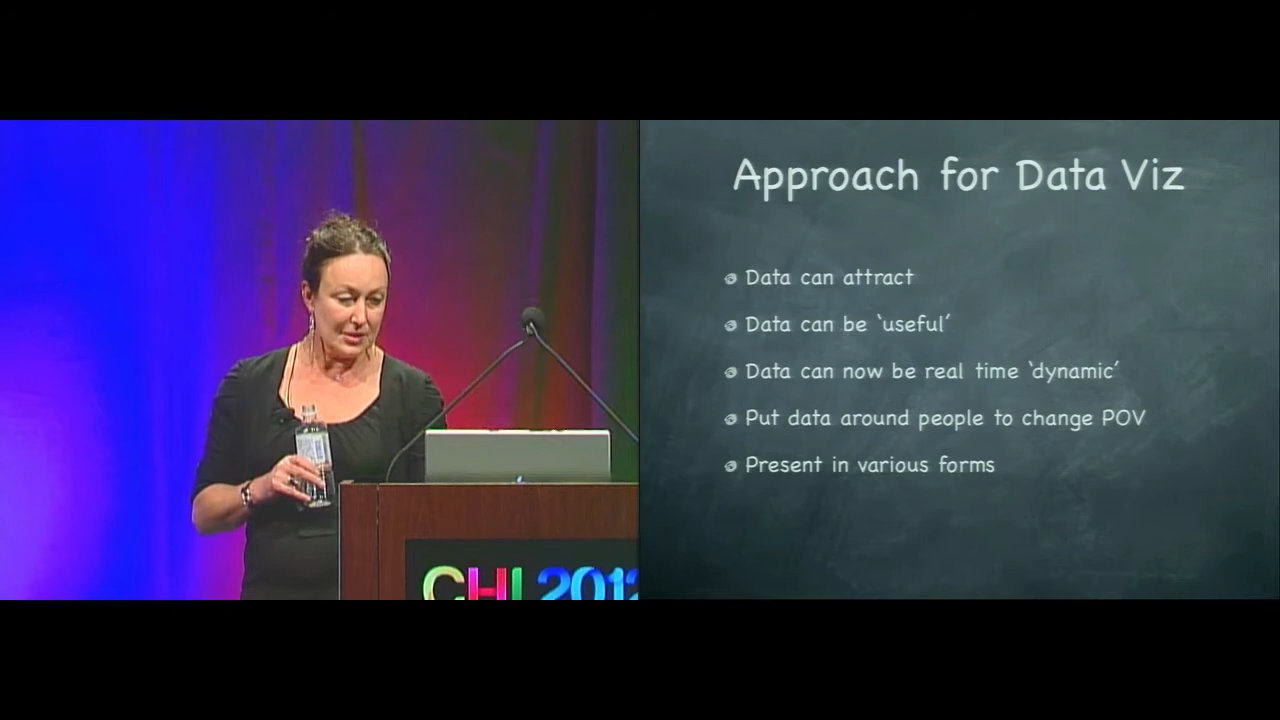 Approach for Data Viz
Data can attract
Data can be ‘useful’
Data can now be real time ‘dynamic’
Put data around people to change POV
Present in various forms
CHI 2012